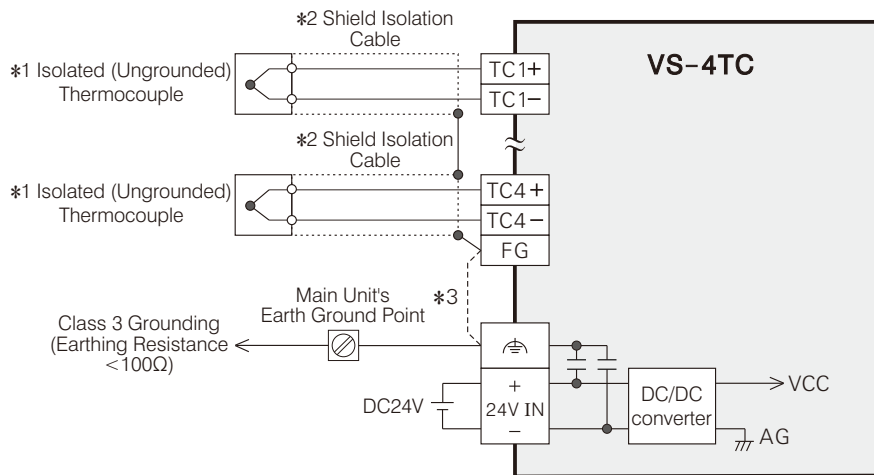 *2 Shield Isolation
Cable
*1 Isolated (Ungrounded)
Thermocouple
TC1+
TC1−
VS−4TC
*2 Shield Isolation
Cable
*1 Isolated (Ungrounded)
Thermocouple
TC4+
TC4−
FG
*3
Main Unit's
Earth Ground Point
Class 3 Grounding
(Earthing Resistance
<100Ω)
DC24V
+
24V IN
−
DC/DC
converter
VCC
AG